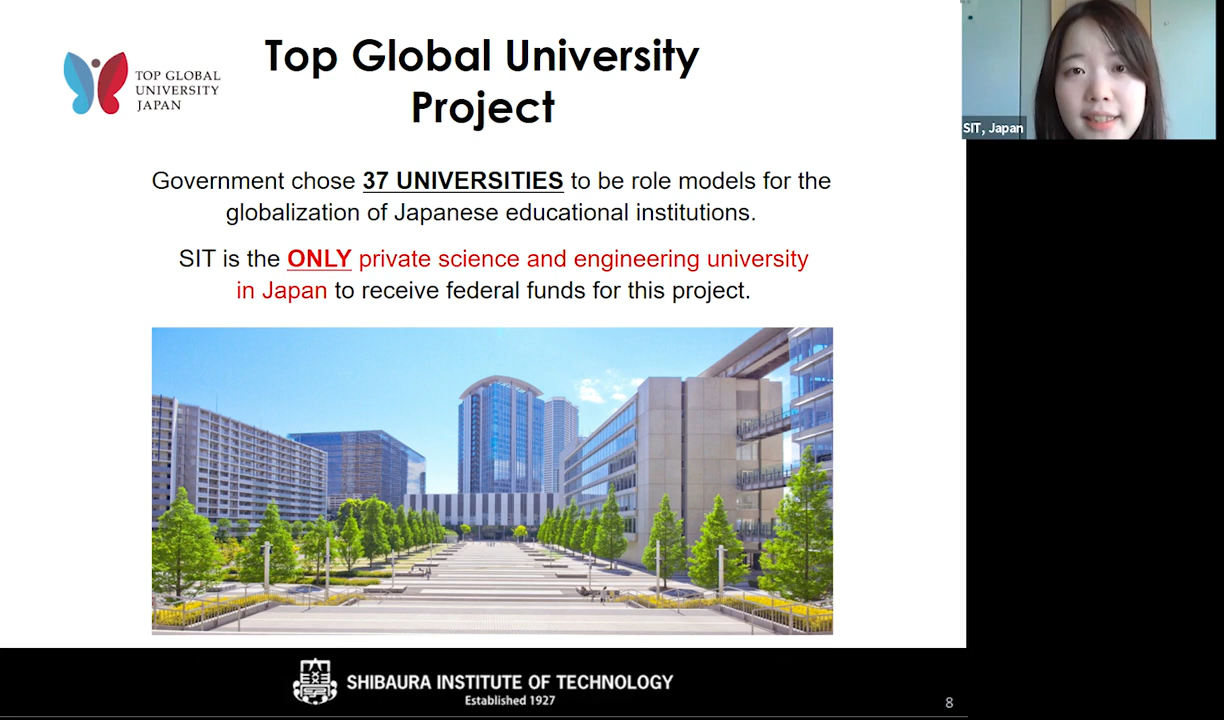 Top Global University
Project
TOP GLOBAL
UNIVERSITY
JAPAN
Government chose 37 UNIVERSITIES to be role models for the
globalization of Japanese educational institutions.
SIT is the ONLY private science and engineering university
in Japan to receive federal funds for this project.
SIT, Japan
SHIBAURA INSTITUTE OF TECHNOLOGY
Established 1927
8